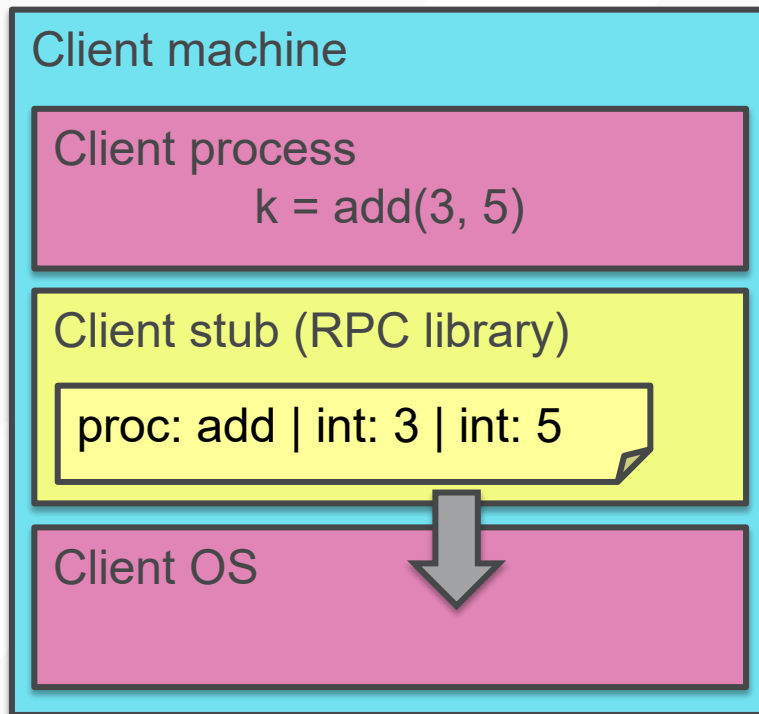 Client machine
Client process
k = add(3, 5)
Client stub (RPC library)
proc: add | int: 3 | int: 5
Client OS